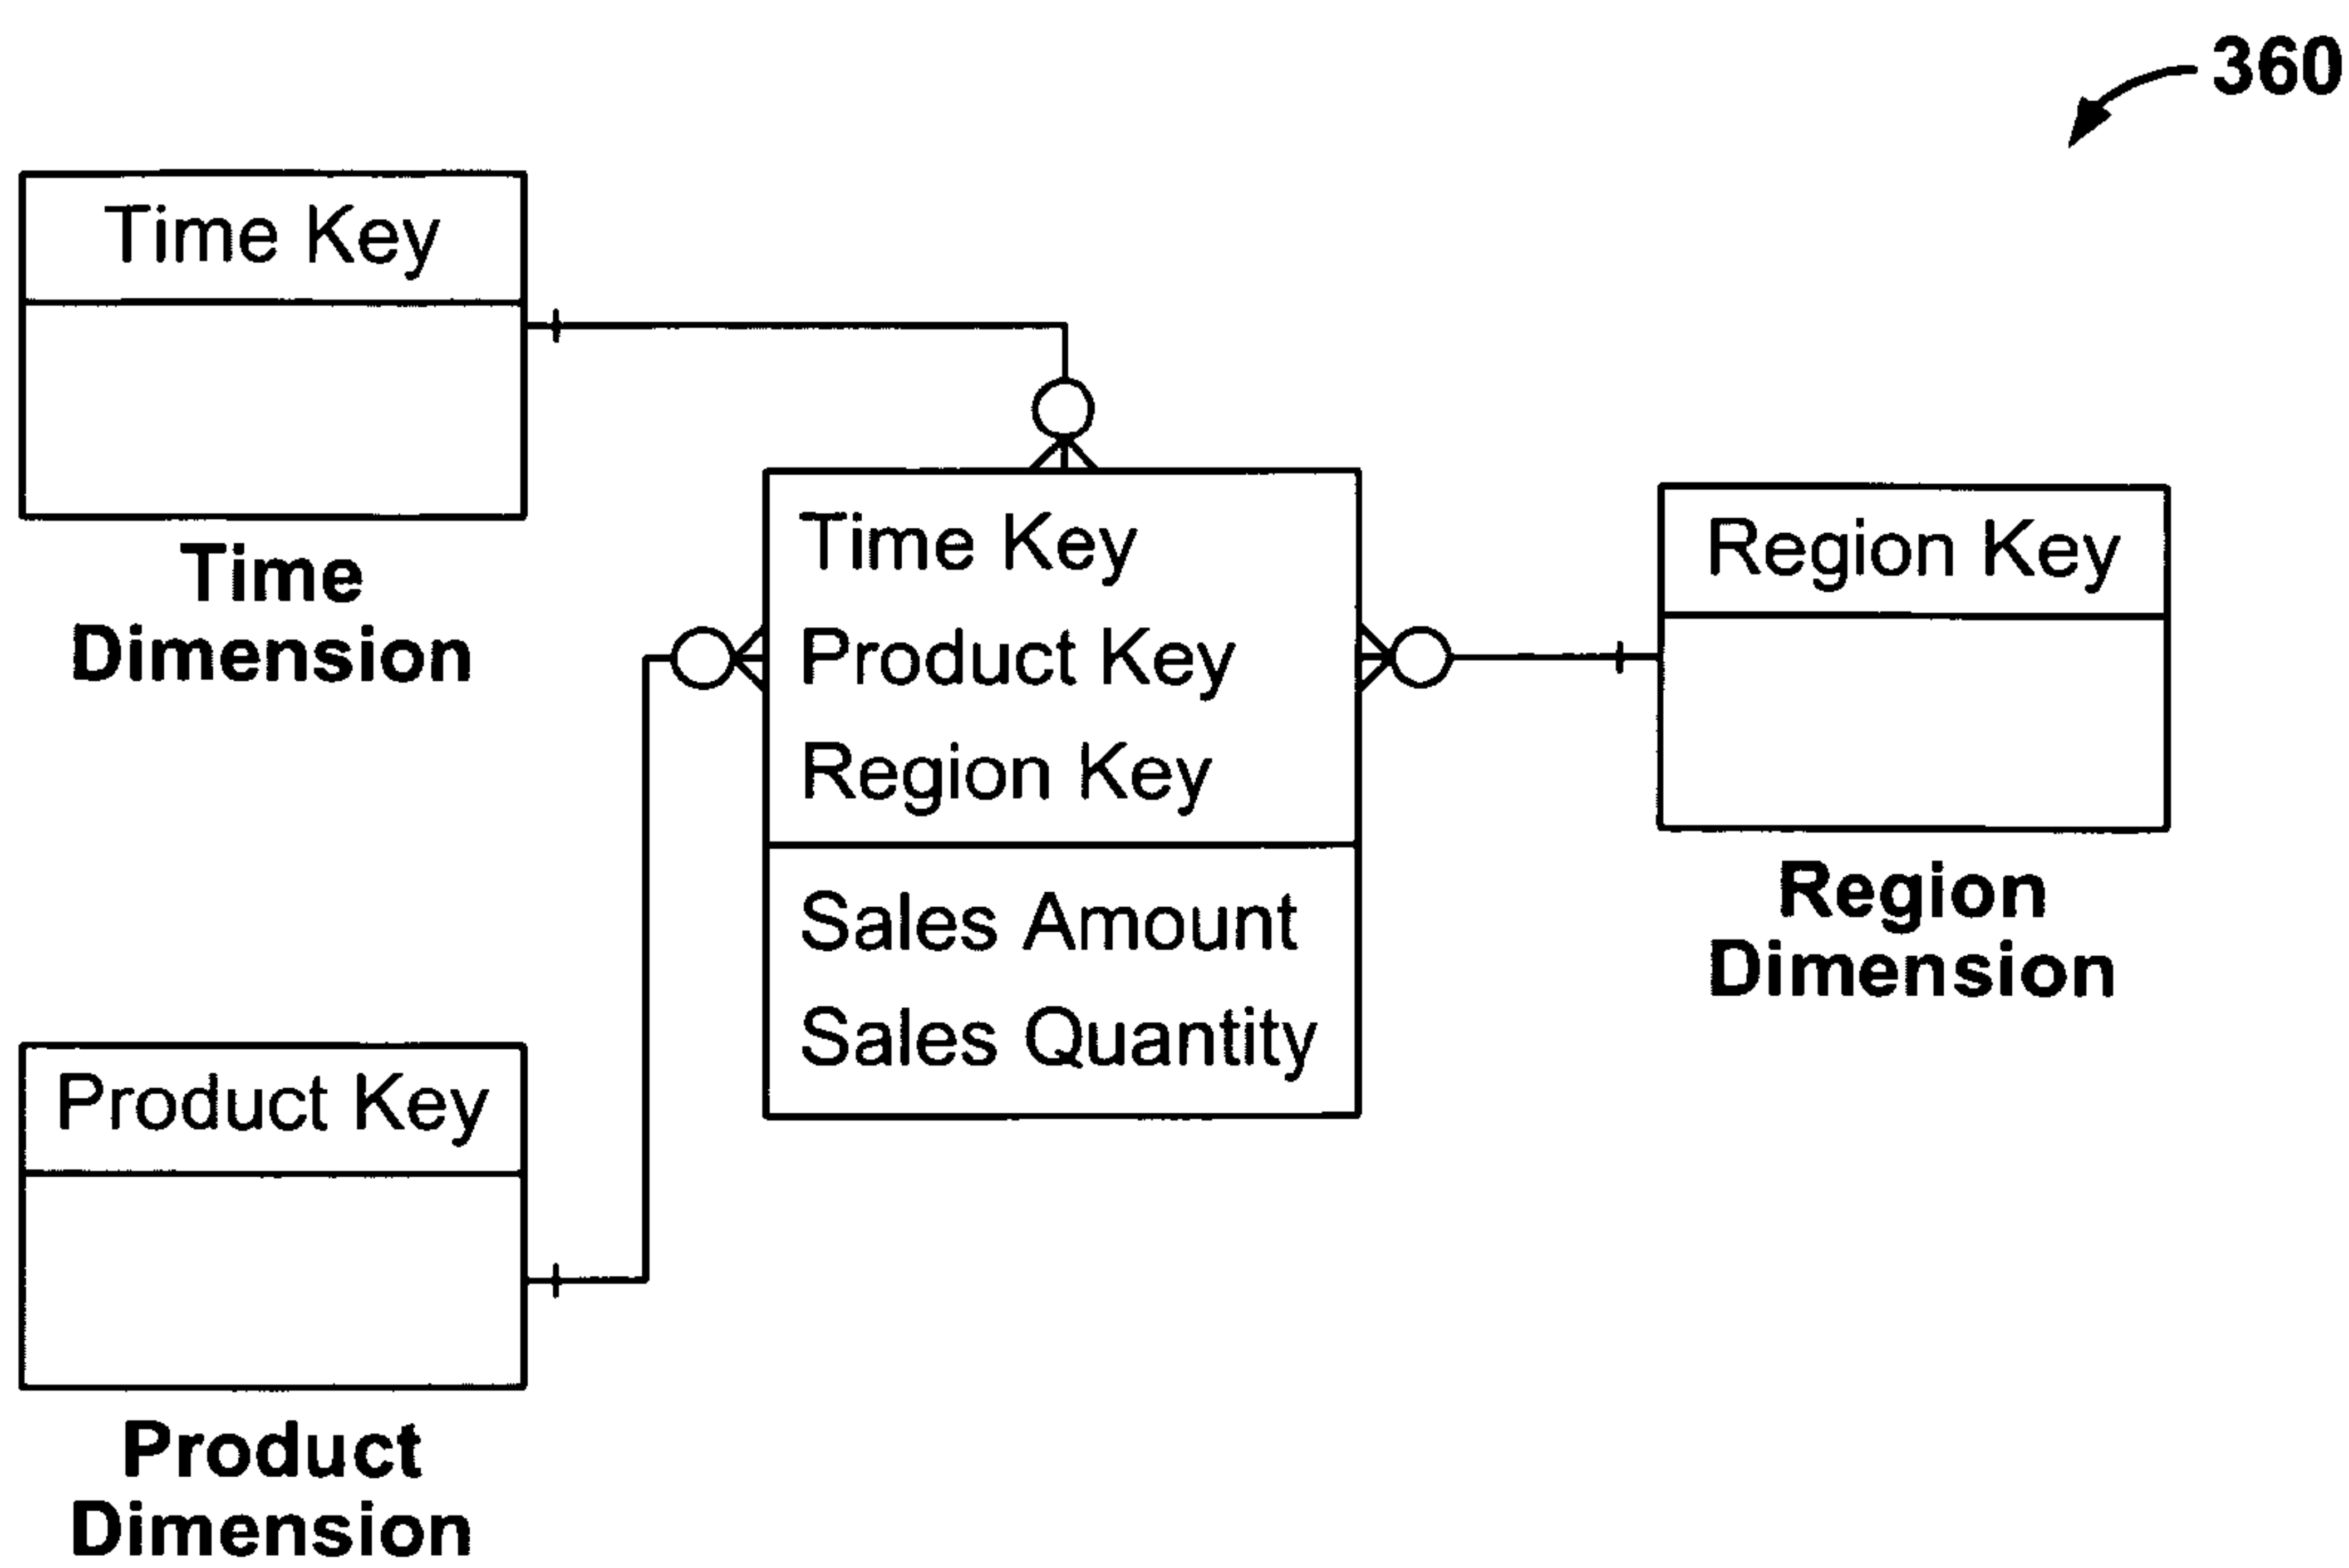 360
Time Key
Time
Dimension
Time Key
Product Key
Region Key
Sales Amount
Sales Quantity
Region Key
Region
Dimension
Product Key
Product
Dimension